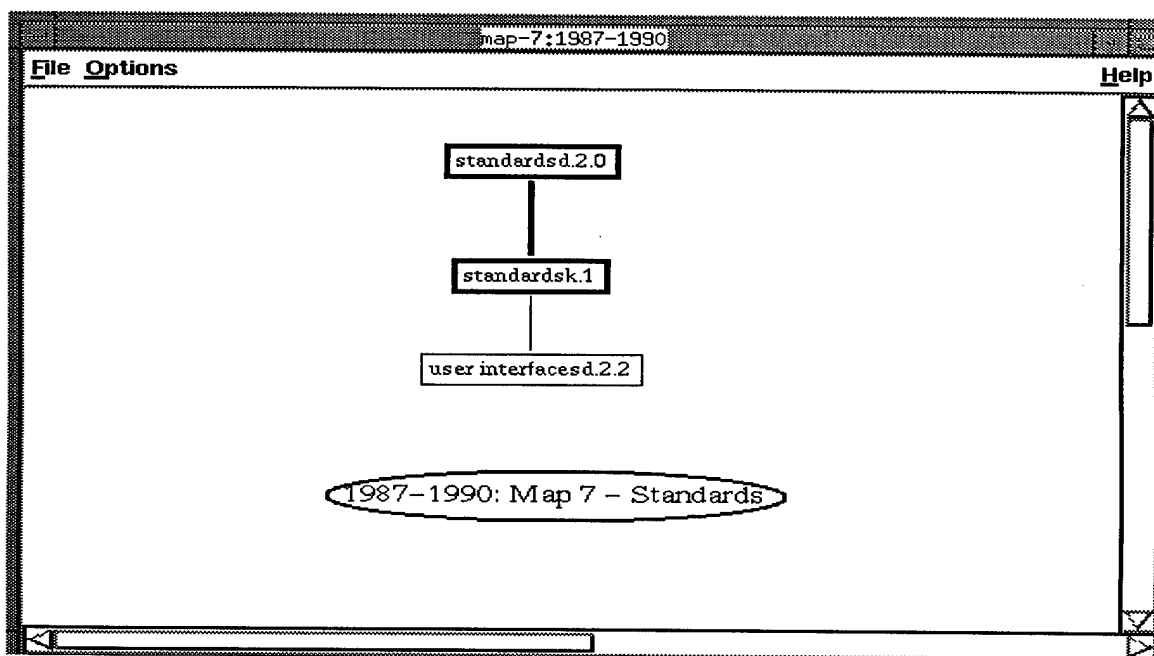 map-7:1987-1990
File Options Help
standardsd.2.0
standardsk.1
user interfacesd.2.2
1987–1990: Map 7 – Standards